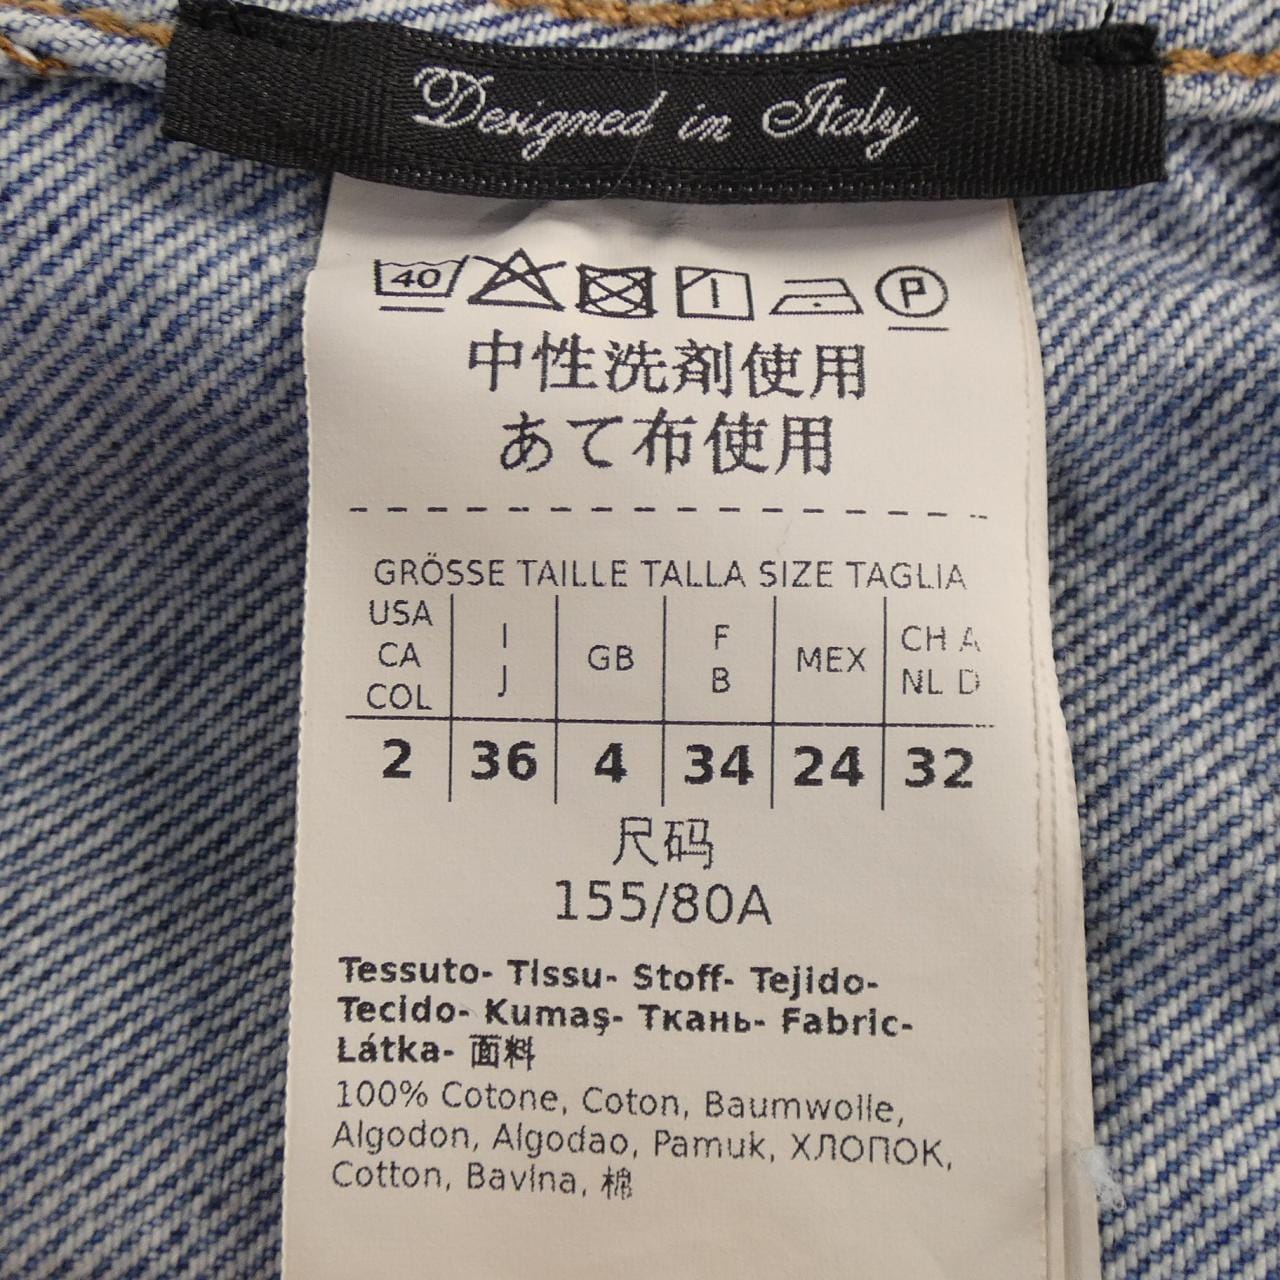 Designed in Italy
40 P
中性洗剤使用
あて布使用
GRÖSSE TAILLE TALLA SIZE TAGLIA
USA CA COL I J GB F B MEX CH A NL D
2 36 4 34 24 32
尺码
155/80A
Tessuto- Tissu- Stoff- Tejido-
Tecido- Kumaş- Ткань- Fabric-
Látka- 面料
100% Cotone, Coton, Baumwolle,
Algodon, Algodao, Pamuk, ХЛОПОК,
Cotton, Bavlna, 棉